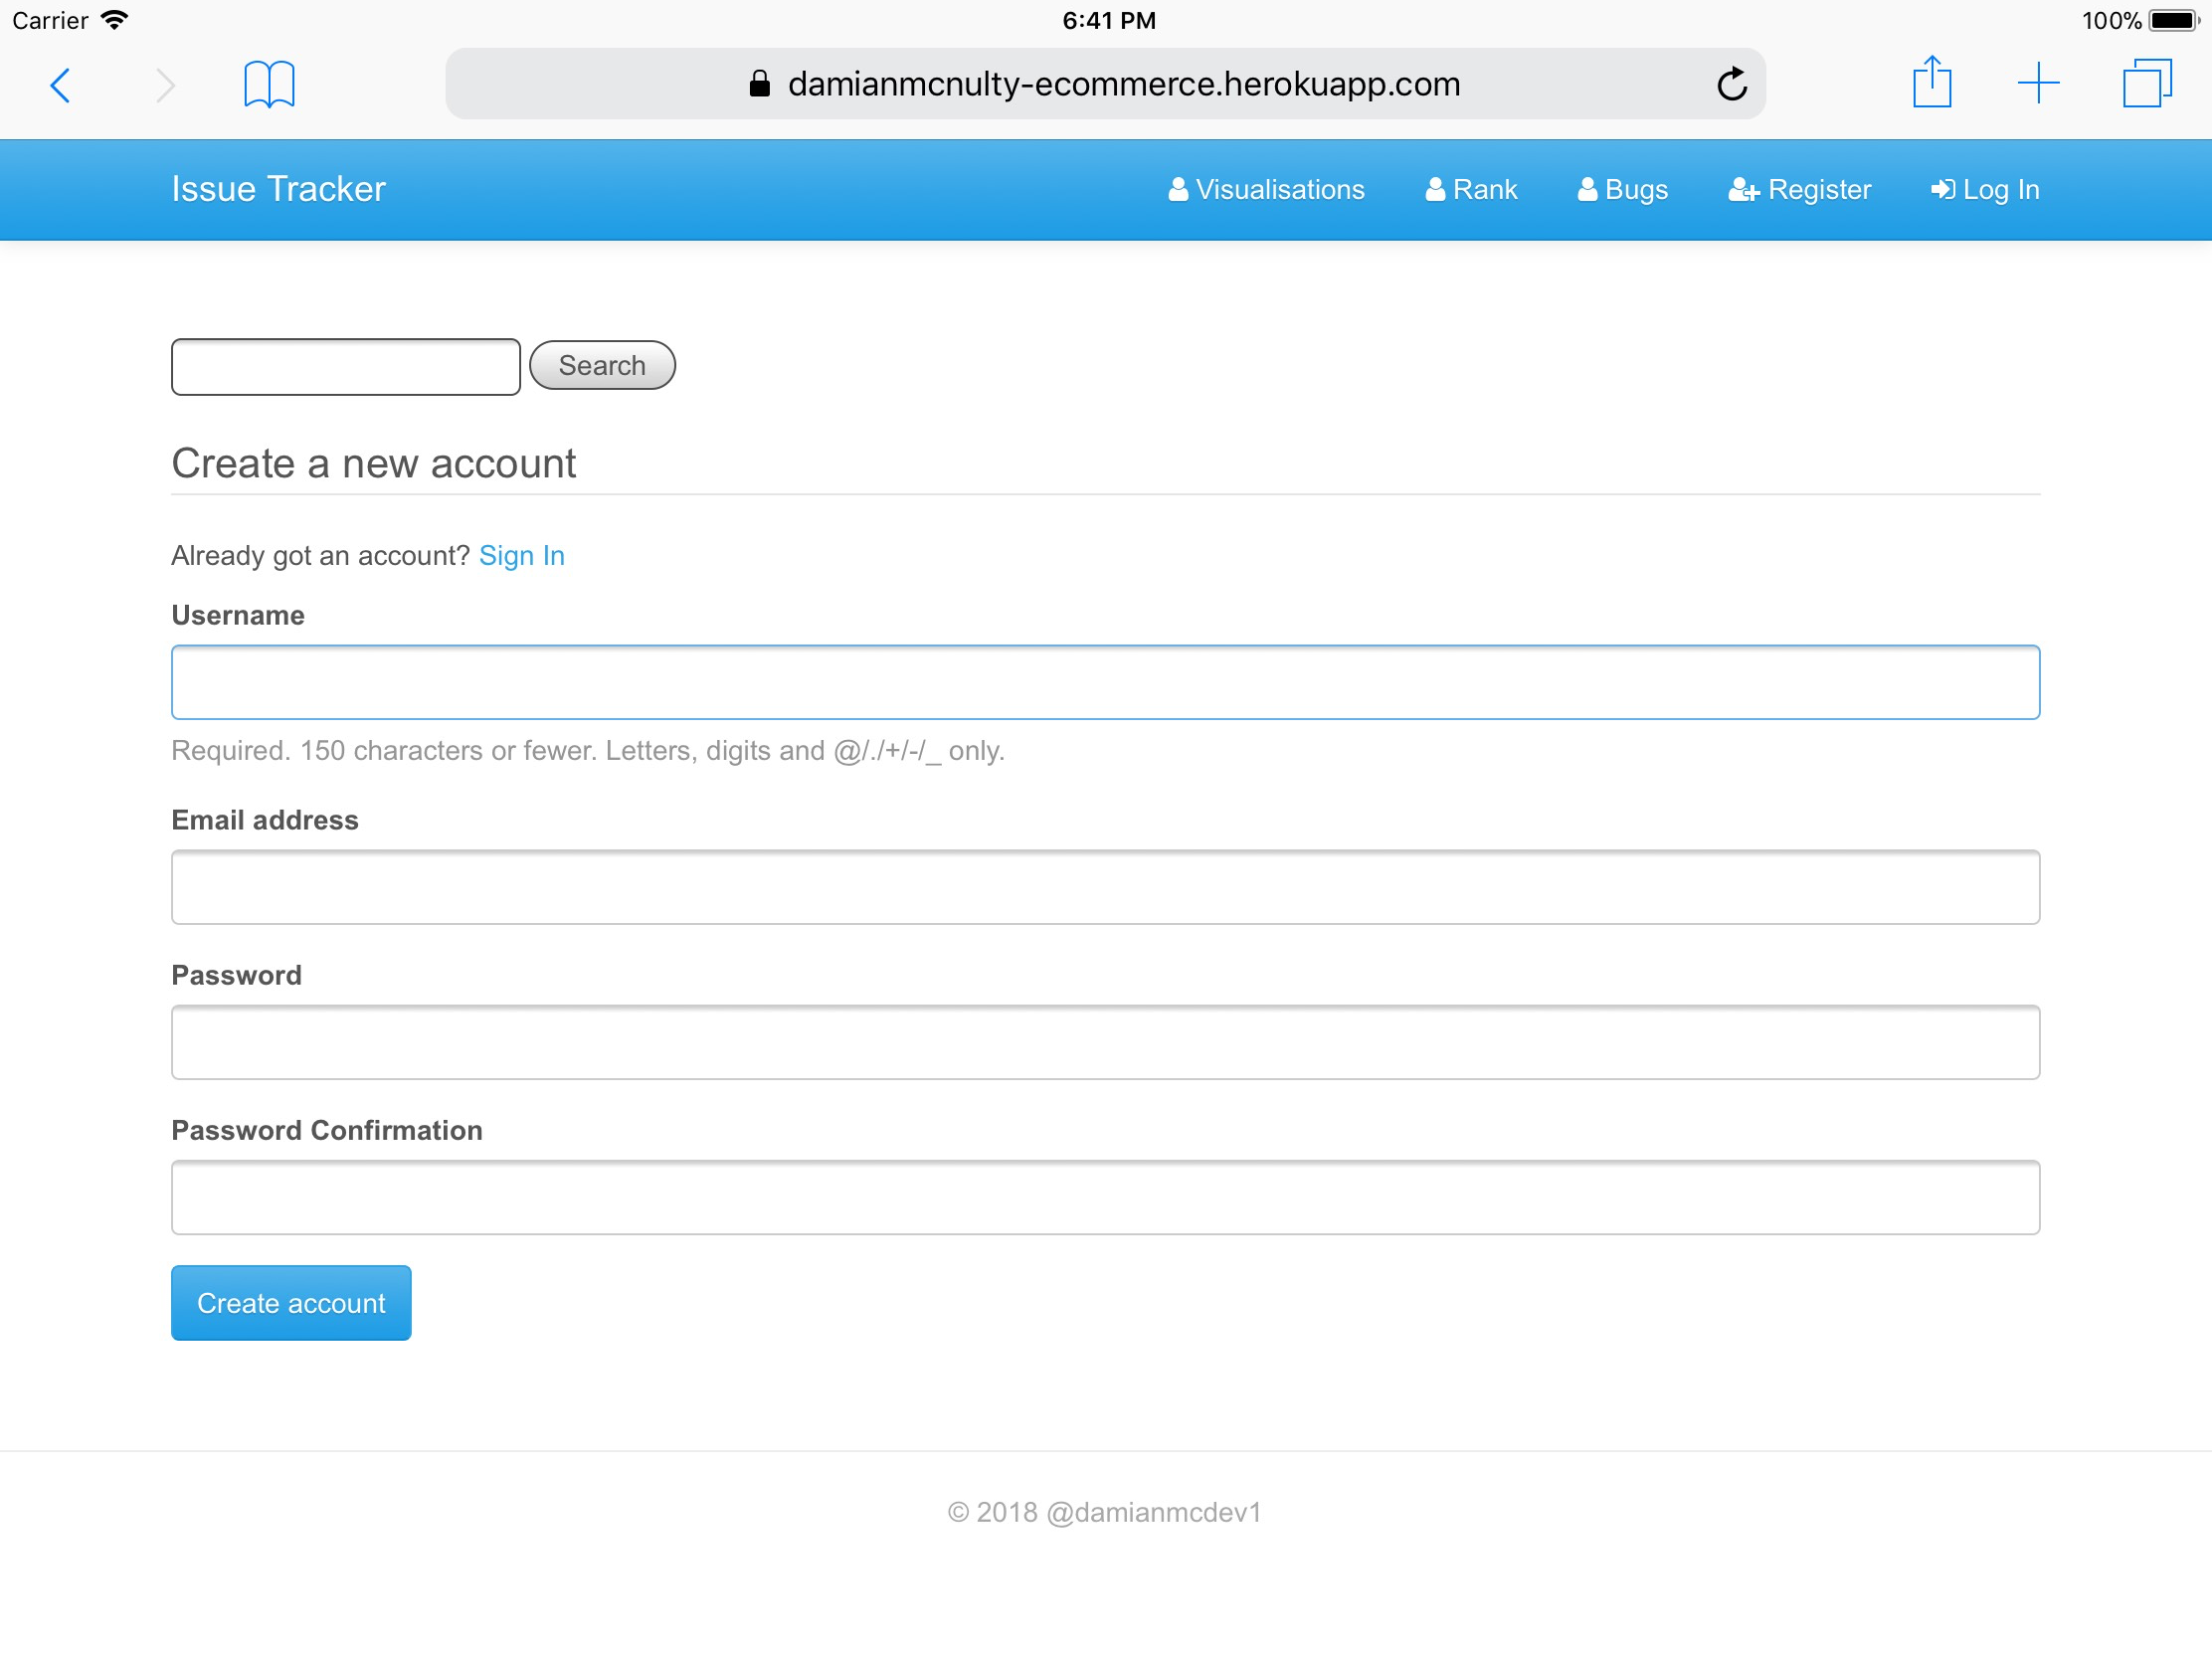 Carrier 6:41 PM 100%
damianmcnulty-ecommerce.herokuapp.com
Issue Tracker Visualisations Rank Bugs Register Log In
Search
Create a new account
Already got an account? Sign In
Username
Required. 150 characters or fewer. Letters, digits and @/./+/-/_ only.
Email address
Password
Password Confirmation
Create account
© 2018 @damianmcdev1